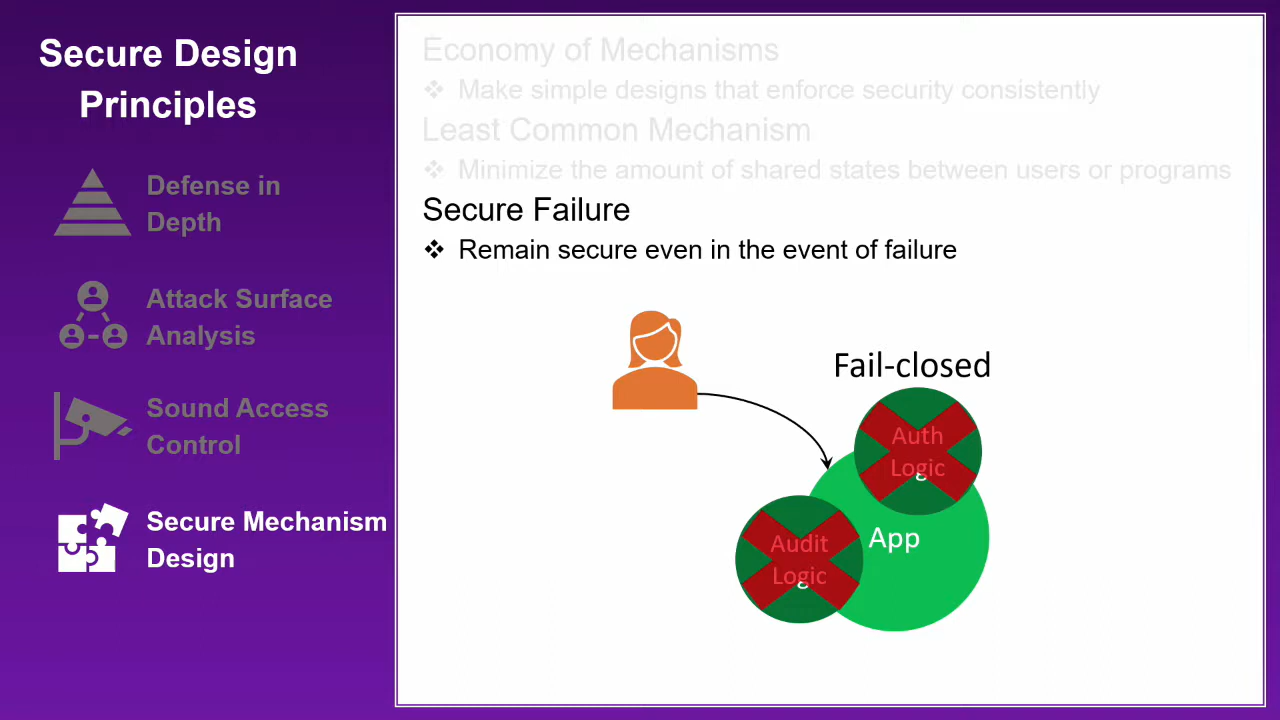 Secure Design
Principles
Defense in
Depth
Attack Surface
Analysis
Sound Access
Control
Secure Mechanism
Design
Economy of Mechanisms
❖ Make simple designs that enforce security consistently
Least Common Mechanism
❖ Minimize the amount of shared states between users or programs
Secure Failure
❖ Remain secure even in the event of failure
Fail-closed
Auth
Logic
App
Audit
Logic